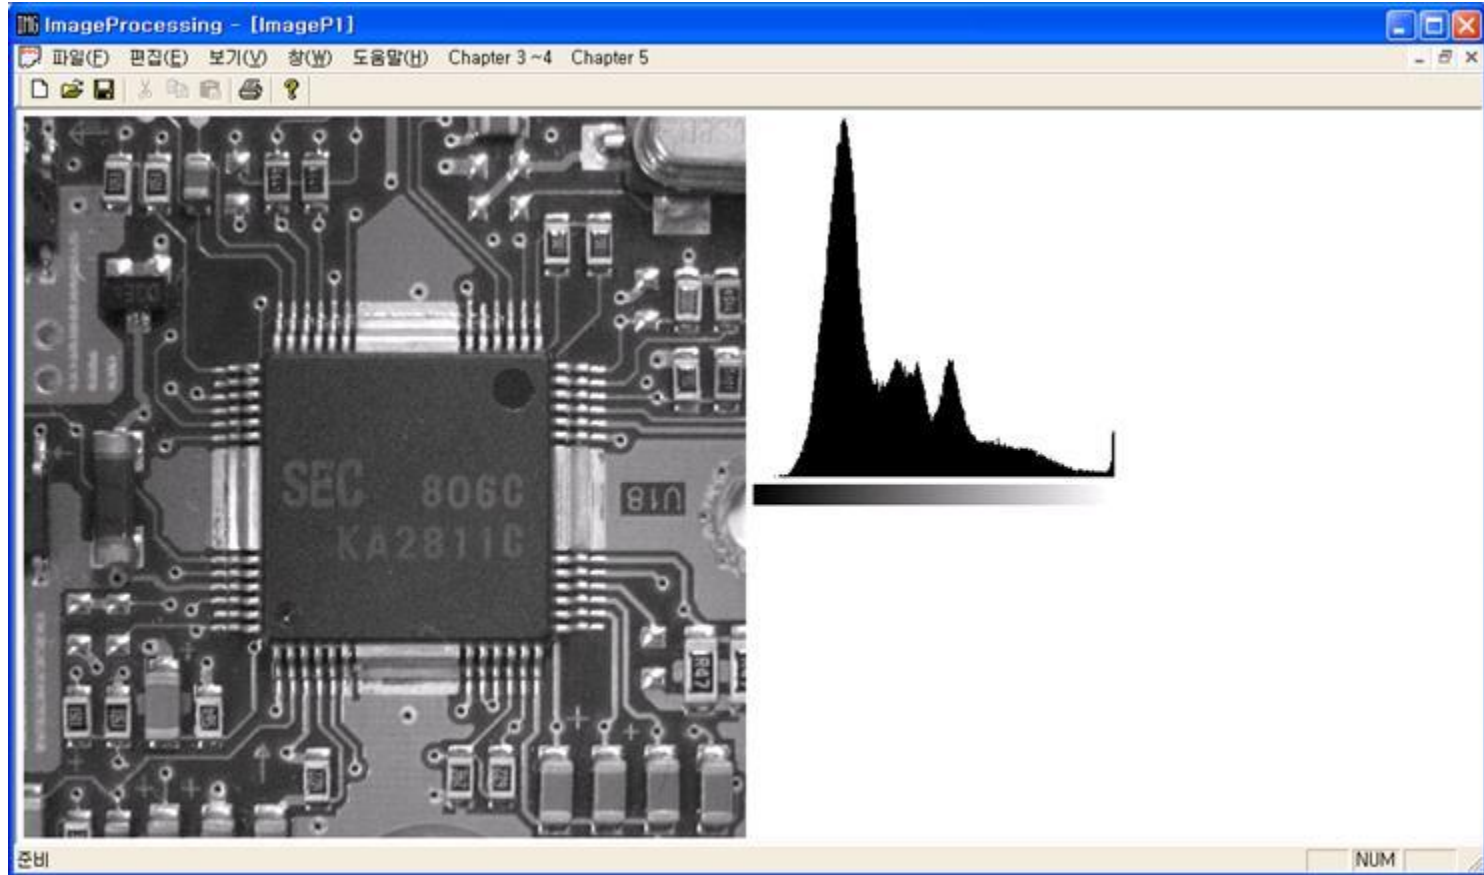 ImageProcessing - [ImageP1]
파일(F) 편집(E) 보기(V) 창(W) 도움말(H) Chapter 3 ~4 Chapter 5
SEC 806C
KA2811C
U18
R47
준비 NUM